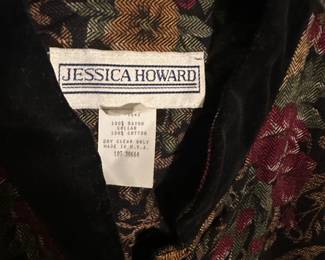 JESSICA HOWARD
100% RAYON
COLLAR
100% COTTON
DRY CLEAN ONLY
MADE IN U.S.A.